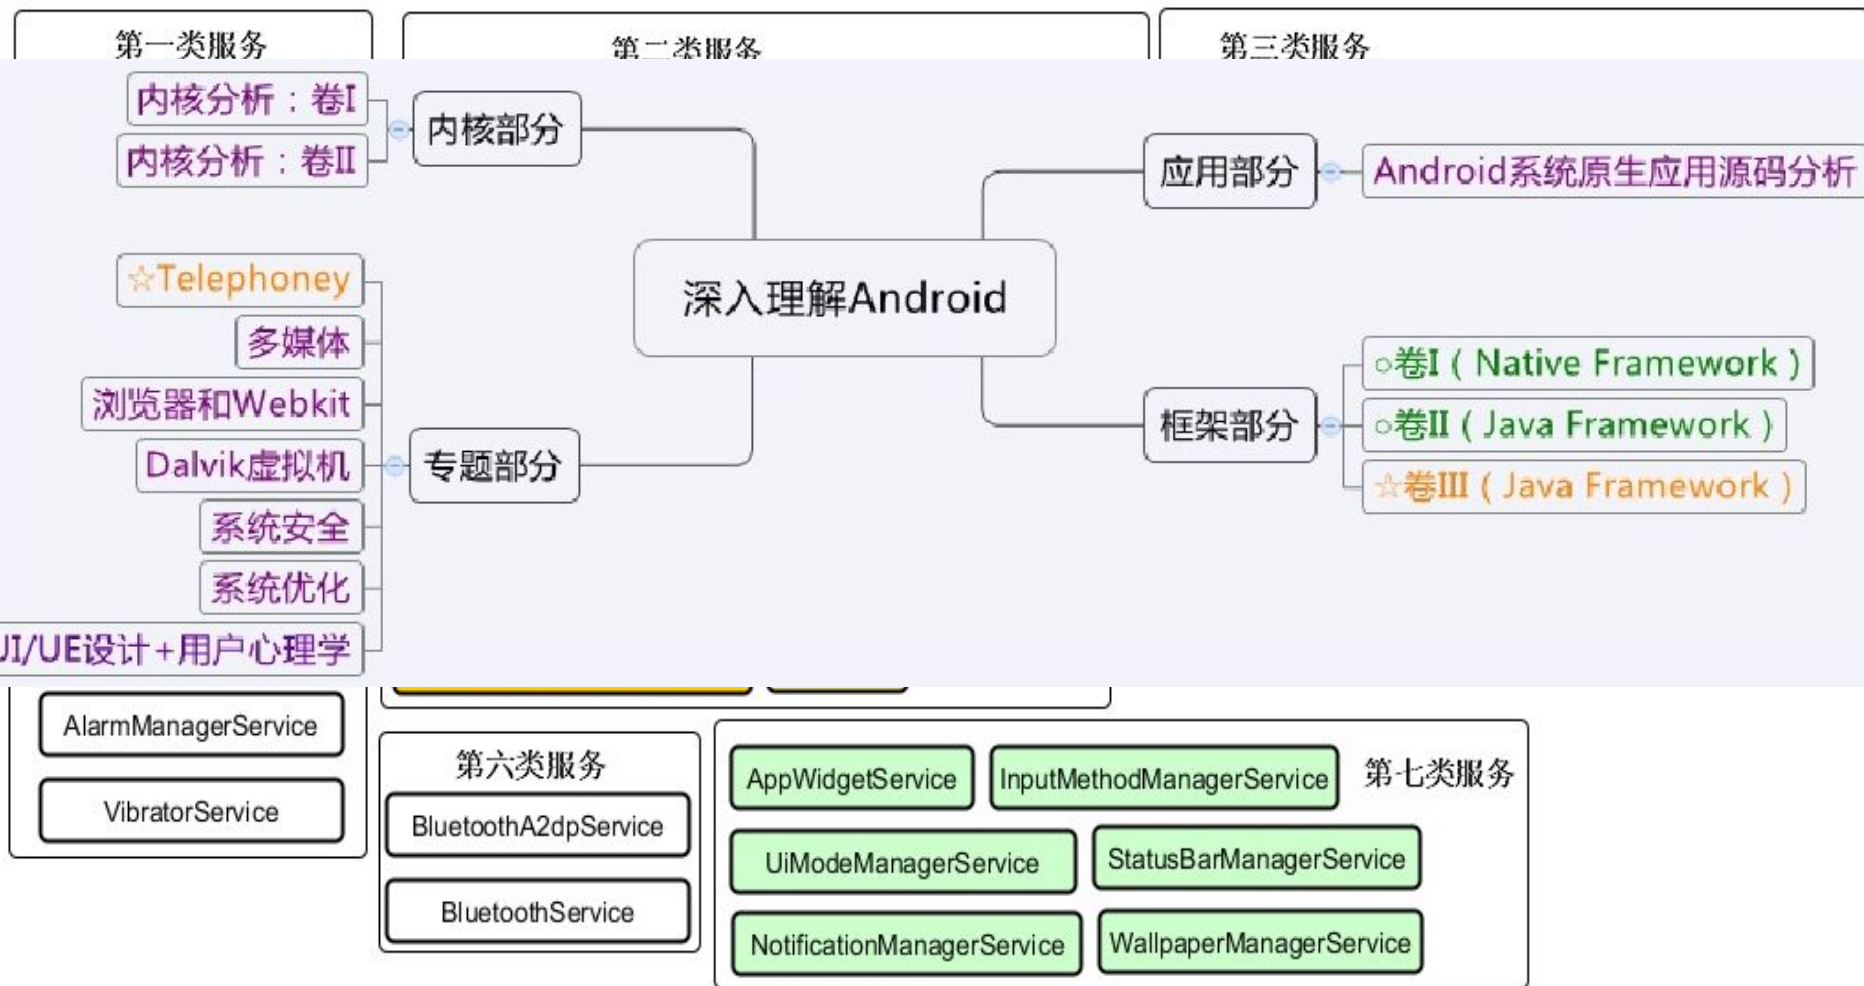 第一类服务
第二类服务
第三类服务
内核分析：卷I
内核分析：卷II
内核部分
应用部分
Android系统原生应用源码分析
深入理解Android
☆Telephoney
多媒体
浏览器和Webkit
Dalvik虚拟机
系统安全
系统优化
UI/UE设计+用户心理学
专题部分
框架部分
○卷I（Native Framework）
○卷II（Java Framework）
☆卷III（Java Framework）
AlarmManagerService
VibratorService
第六类服务
BluetoothA2dpService
BluetoothService
第七类服务
AppWidgetService
InputMethodManagerService
UiModeManagerService
StatusBarManagerService
NotificationManagerService
WallpaperManagerService